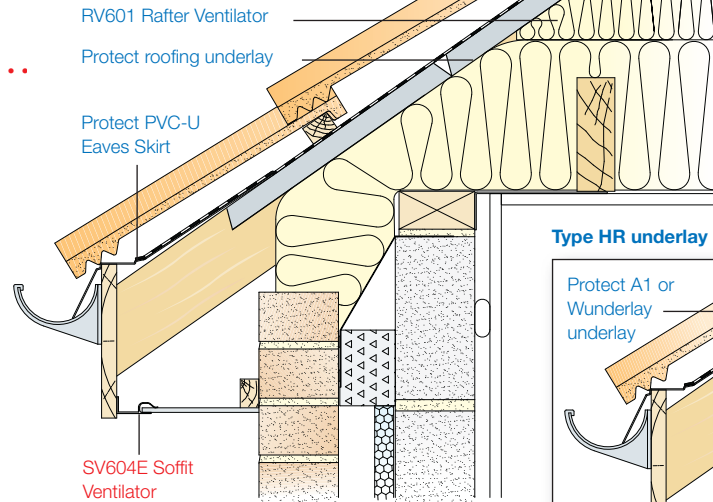 RV601 Rafter Ventilator
Protect roofing underlay
Protect PVC-U
Eaves Skirt
SV604E Soffit
Ventilator
Type HR underlay
Protect A1 or
Wunderlay
underlay